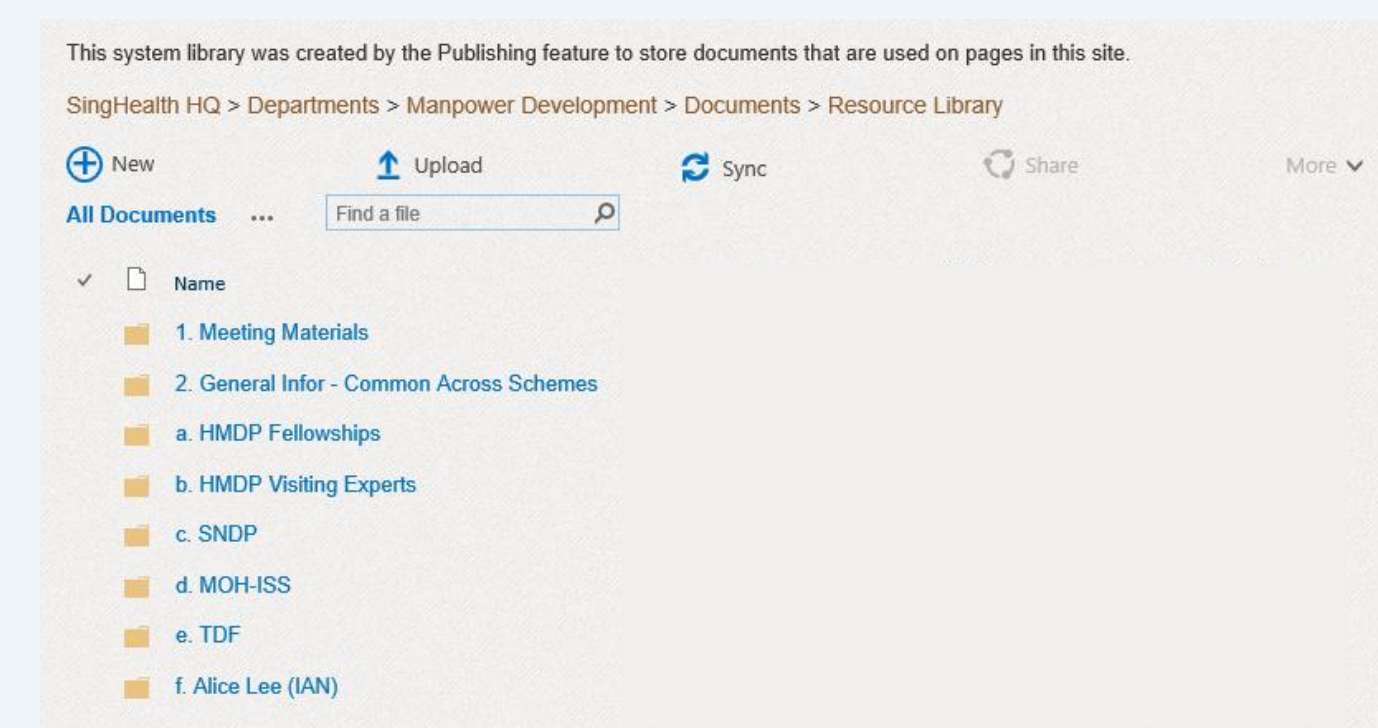 This system library was created by the Publishing feature to store documents that are used on pages in this site.
SingHealth HQ > Departments > Manpower Development > Documents > Resource Library
New Upload Sync Share More
All Documents ... Find a file
Name
1. Meeting Materials
2. General Infor - Common Across Schemes
a. HMDP Fellowships
b. HMDP Visiting Experts
c. SNDP
d. MOH-ISS
e. TDF
f. Alice Lee (IAN)